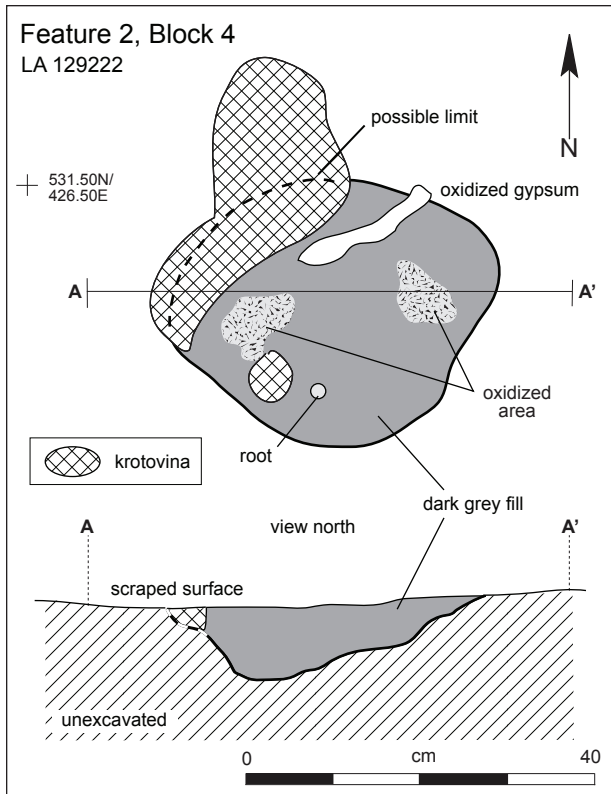 Feature 2, Block 4
LA 129222
possible limit
N
531.50N/
426.50E
oxidized gypsum
A
A'
oxidized
area
root
krotovina
dark grey fill
A
view north
A'
scraped surface
unexcavated
0
cm
40